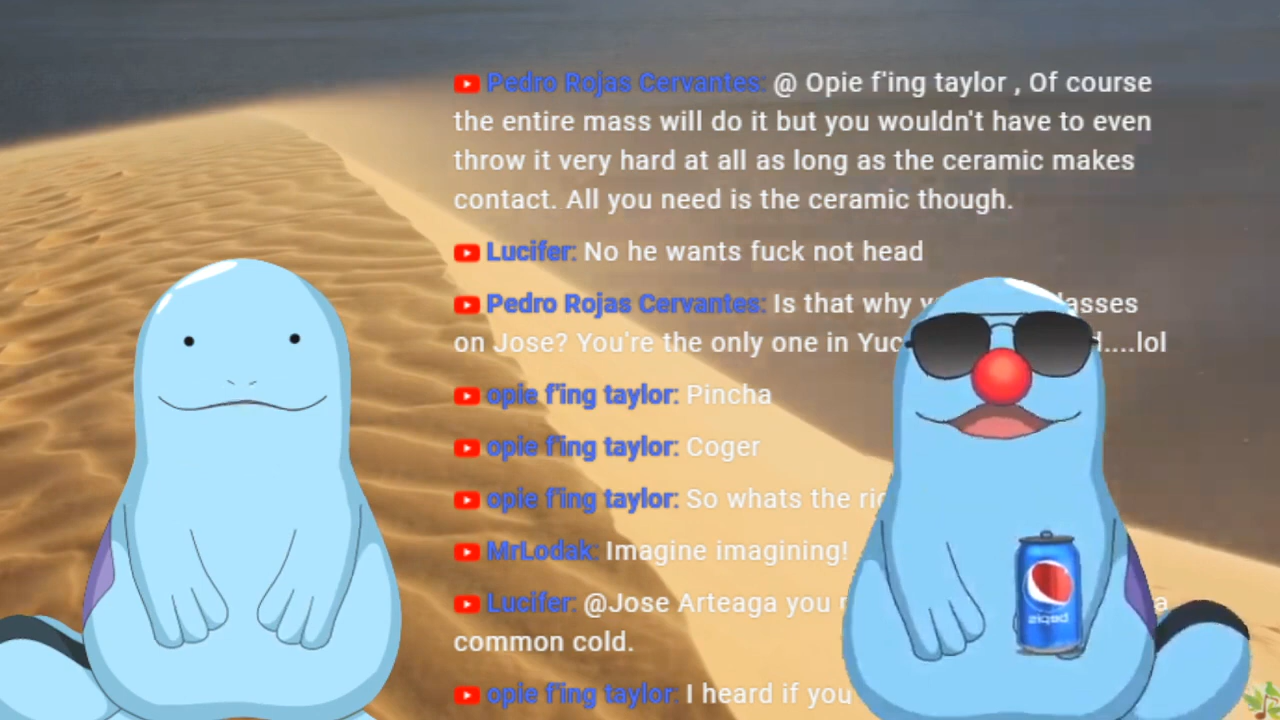 Pedro Rojas Cervantes: @ Opie f'ing taylor , Of course
the entire mass will do it but you wouldn't have to even
throw it very hard at all as long as the ceramic makes
contact. All you need is the ceramic though.
Lucifer: No he wants fuck not head
Pedro Rojas Cervantes: Is that why
on Jose? You're the only one in ....lol
opie f'ing taylor: Pincha
opie f'ing taylor: Coger
opie f'ing taylor: So whats the
MrLodak: Imagine imagining!
Lucifer: @Jose Arteaga you a
common cold.
opie f'ing taylor: I heard if you
pepsi